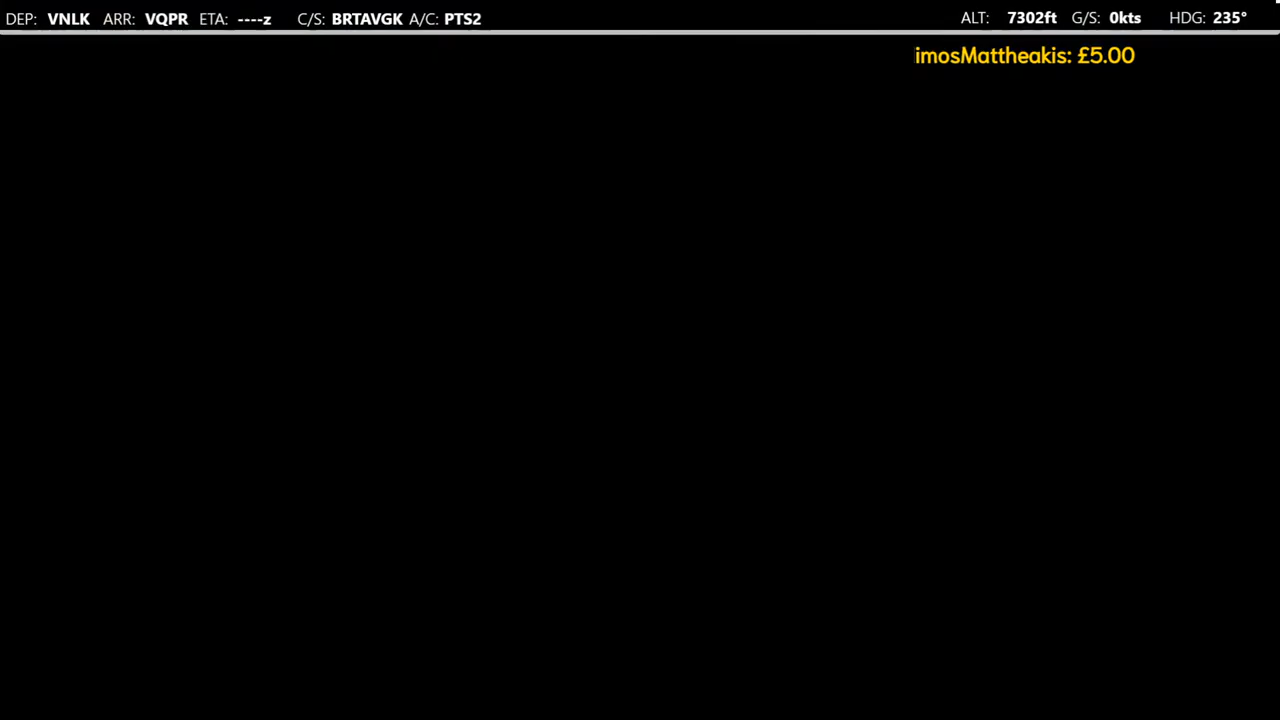 DEP: VNLK ARR: VQPR ETA: ----z C/S: BRTAVGK A/C: PTS2 ALT: 7302ft G/S: 0kts HDG: 235°
imosMattheakis: £5.00